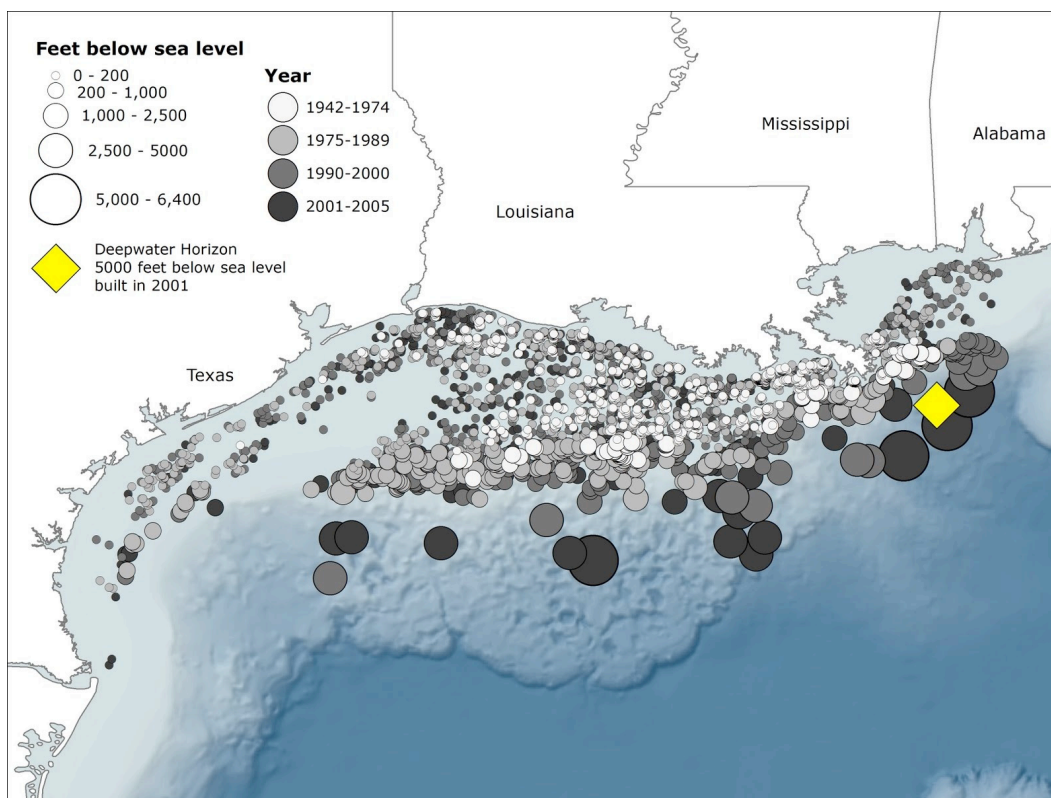 Feet below sea level
0 - 200
200 - 1,000
1,000 - 2,500
2,500 - 5000
5,000 - 6,400
Year
1942-1974
1975-1989
1990-2000
2001-2005
Deepwater Horizon
5000 feet below sea level
built in 2001
Mississippi
Alabama
Louisiana
Texas